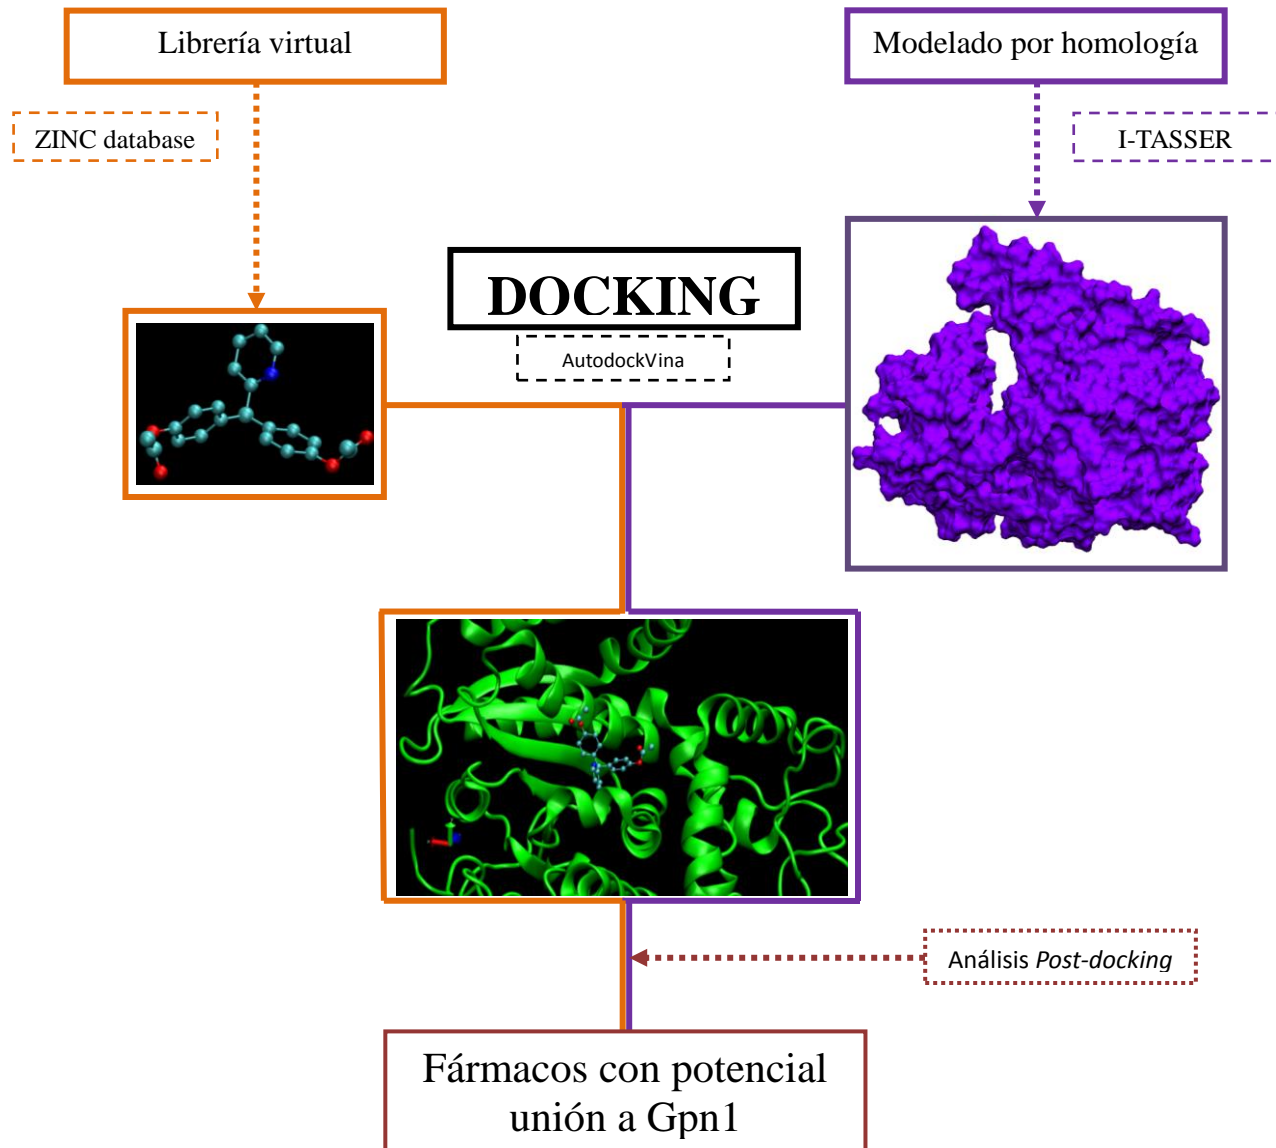 Librería virtual
Modelado por homología
ZINC database
I-TASSER
DOCKING
AutodockVina
Análisis Post-docking
Fármacos con potencial
unión a Gpn1